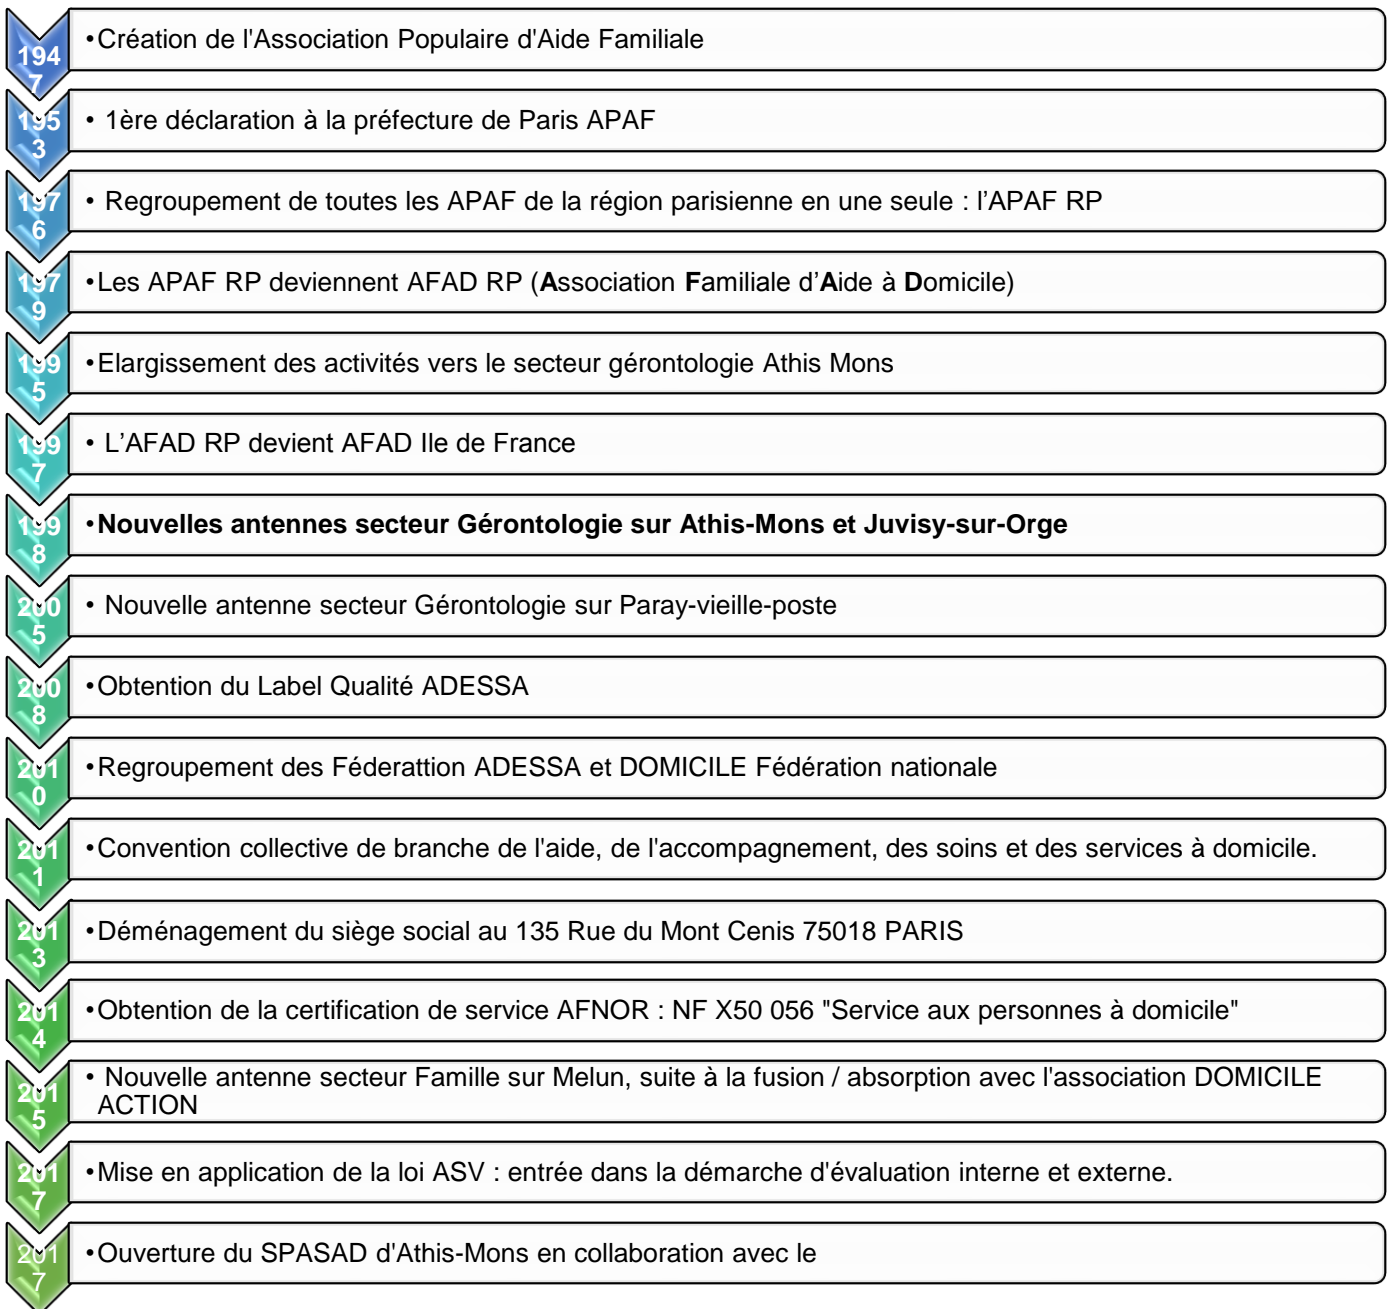 1947
•Création de l'Association Populaire d'Aide Familiale
1953
• 1ère déclaration à la préfecture de Paris APAF
1976
• Regroupement de toutes les APAF de la région parisienne en une seule : l’APAF RP
1979
•Les APAF RP deviennent AFAD RP (Association Familiale d’Aide à Domicile)
1995
•Elargissement des activités vers le secteur gérontologie Athis Mons
1997
• L’AFAD RP devient AFAD Ile de France
1998
•Nouvelles antennes secteur Gérontologie sur Athis-Mons et Juvisy-sur-Orge
2005
• Nouvelle antenne secteur Gérontologie sur Paray-vieille-poste
2008
•Obtention du Label Qualité ADESSA
2010
•Regroupement des Féderattion ADESSA et DOMICILE Fédération nationale
2011
•Convention collective de branche de l'aide, de l'accompagnement, des soins et des services à domicile.
2013
•Déménagement du siège social au 135 Rue du Mont Cenis 75018 PARIS
2014
•Obtention de la certification de service AFNOR : NF X50 056 "Service aux personnes à domicile"
2015
• Nouvelle antenne secteur Famille sur Melun, suite à la fusion / absorption avec l'association DOMICILE
ACTION
2017
•Mise en application de la loi ASV : entrée dans la démarche d'évaluation interne et externe.
2017
•Ouverture du SPASAD d'Athis-Mons en collaboration avec le